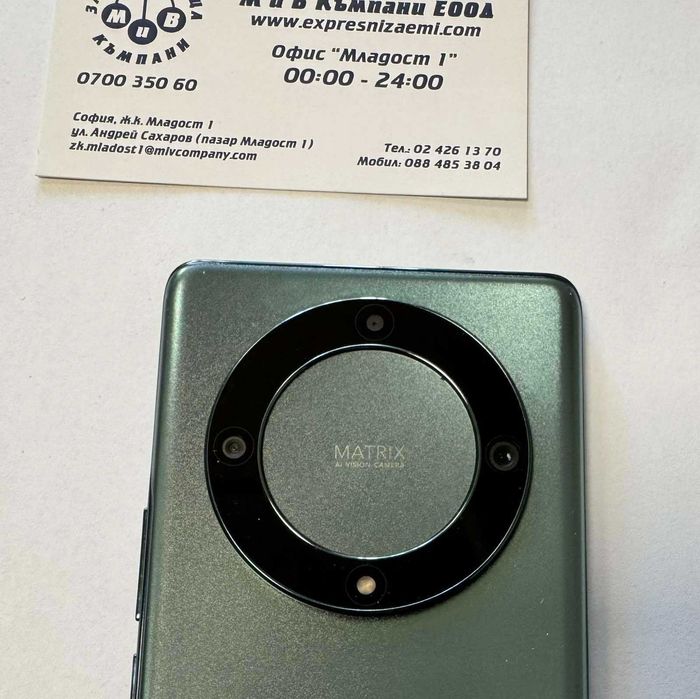 М и В Къмпани ЕООД
www.expresnizaemi.com
Офис "Младост 1"
00:00 - 24:00
М и В
КЪМПАНИ
0700 350 60
София, ж.к. Младост 1
ул. Андрей Сахаров (пазар Младост 1)
zk.mladost1@mivcompany.com
Тел.: 02 426 13 70
Мобил: 088 485 38 04
MATRIX
AI VISION CAMERA